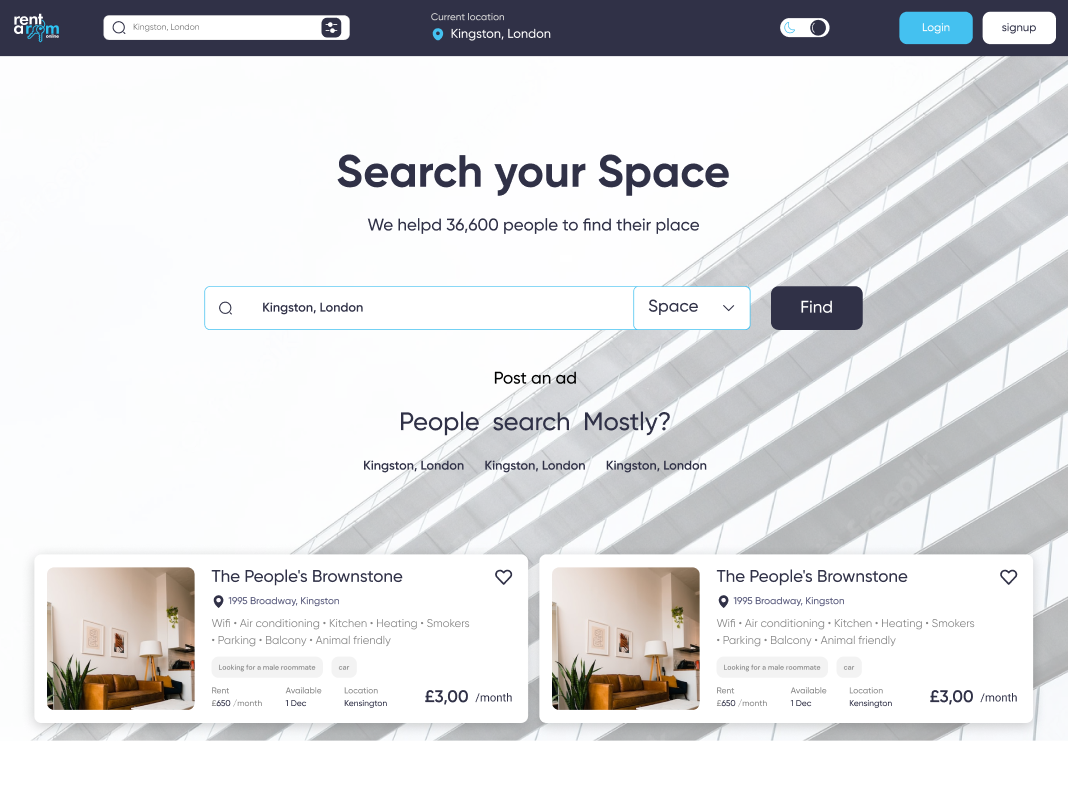 rent
a room
online
Kingston, London
Current location
Kingston, London
Login
signup
Search your Space
We helpd 36,600 people to find their place
Kingston, London
Space
Find
Post an ad
People search Mostly?
Kingston, London Kingston, London Kingston, London
freepik
The People's Brownstone
1995 Broadway, Kingston
Wifi • Air conditioning • Kitchen • Heating • Smokers
• Parking • Balcony • Animal friendly
Looking for a male roommate car
Rent Available Location
£650 /month 1 Dec Kensington
£3,00 /month
The People's Brownstone
1995 Broadway, Kingston
Wifi • Air conditioning • Kitchen • Heating • Smokers
• Parking • Balcony • Animal friendly
Looking for a male roommate car
Rent Available Location
£650 /month 1 Dec Kensington
£3,00 /month